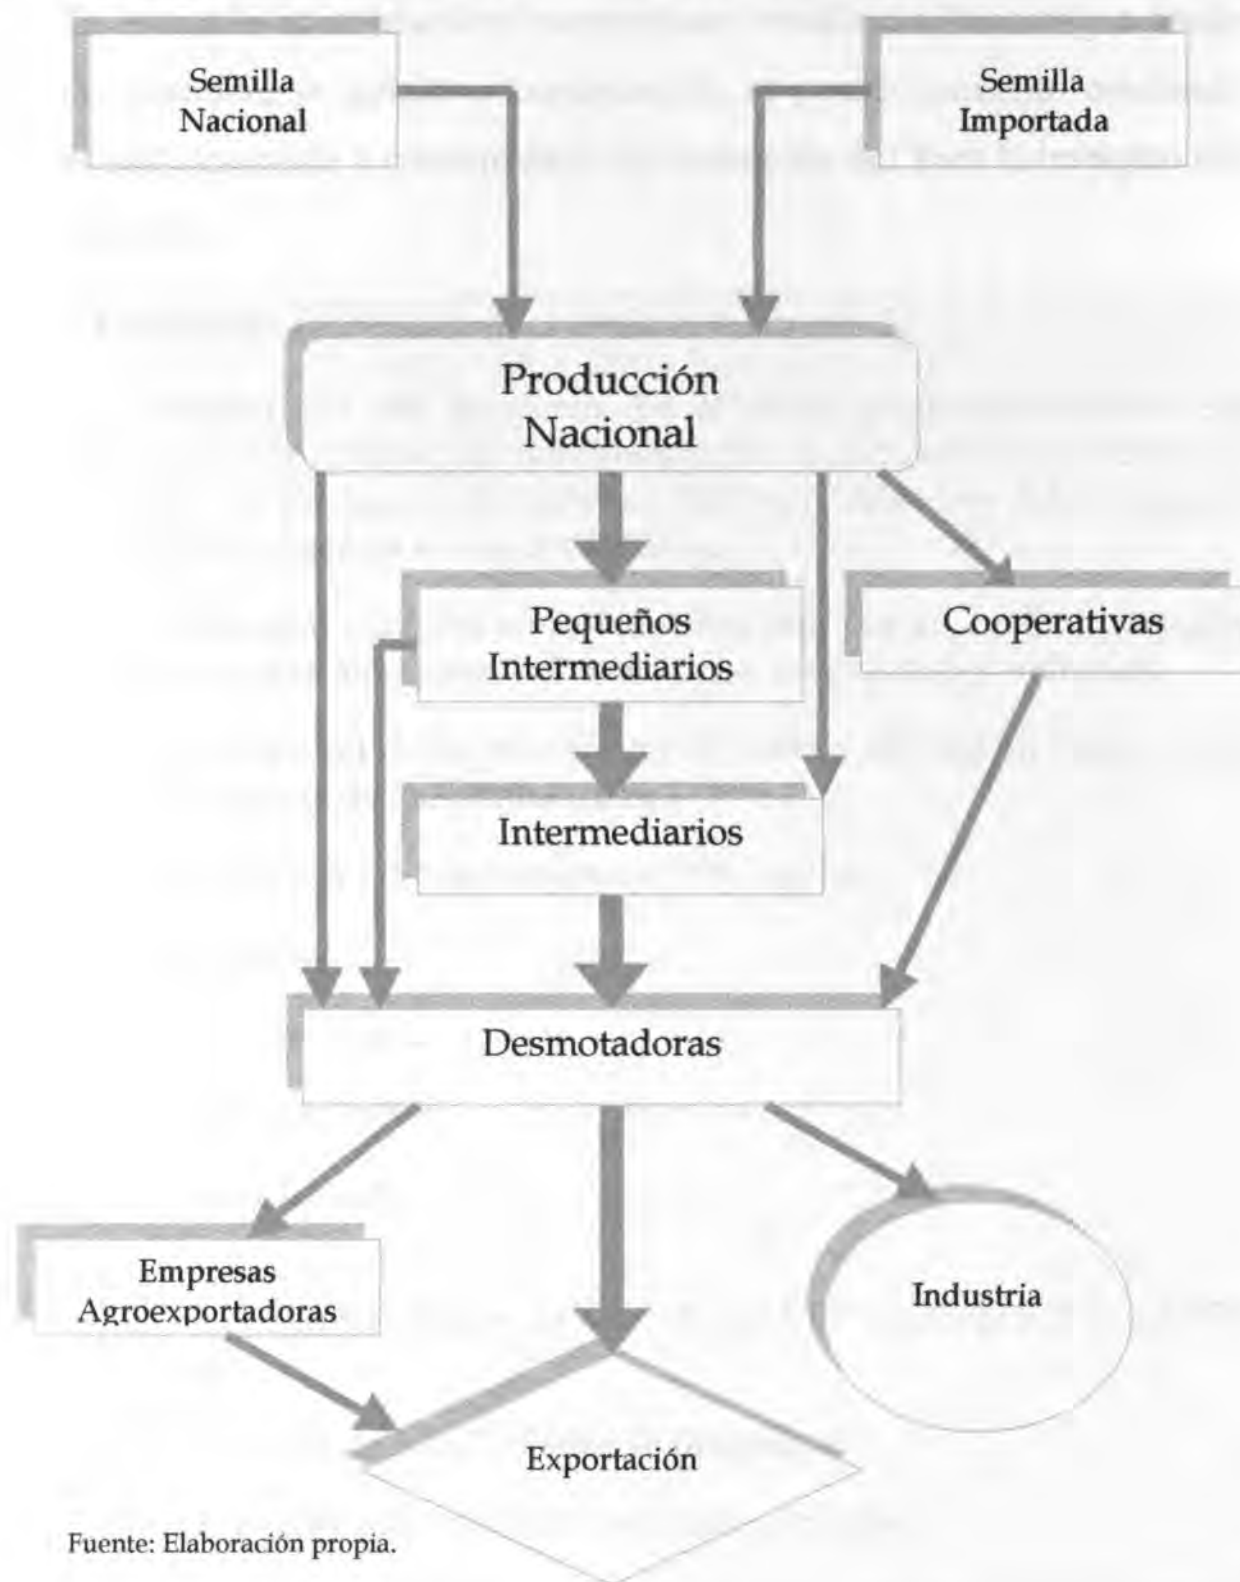 Semilla
Nacional
Semilla
Importada
Producción
Nacional
Pequeños
Intermediarios
Cooperativas
Intermediarios
Desmotadoras
Empresas
Agroexportadoras
Industria
Exportación
Fuente: Elaboración propia.